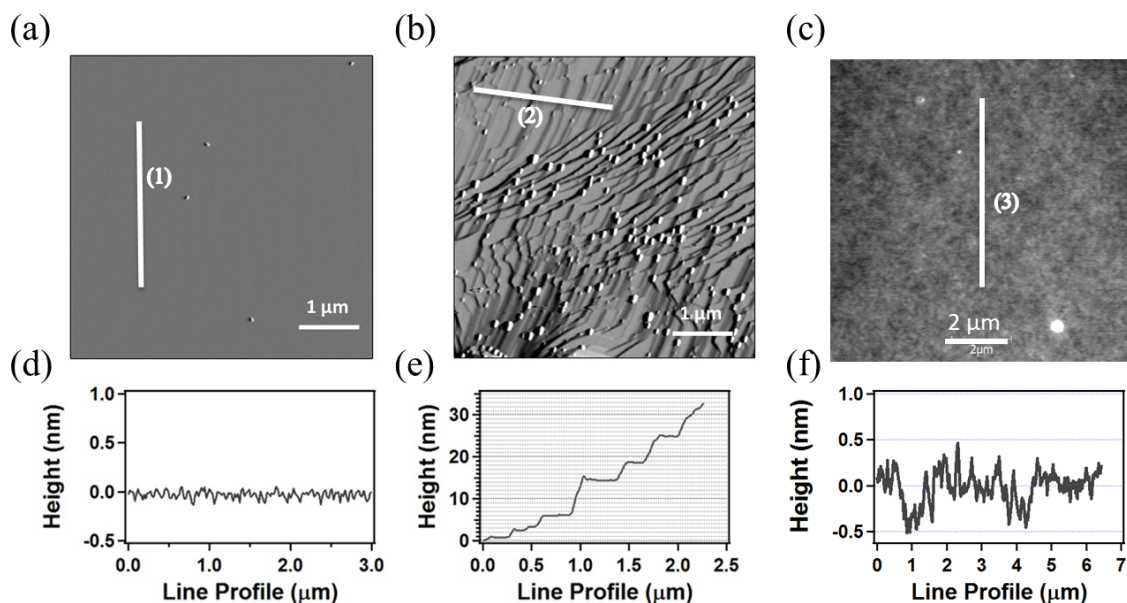 (a)
(b)
(c)
(1)
1 μm
(2)
1 μm
(3)
2 μm
2μm
(d)
(e)
(f)
Height (nm)
1.0
0.5
0.0
-0.5
0.0
1.0
2.0
3.0
Line Profile (μm)
Height (nm)
30
20
10
0
0.0
0.5
1.0
1.5
2.0
2.5
Line Profile (μm)
Height (nm)
1.0
0.5
0.0
-0.5
0
1
2
3
4
5
6
7
Line Profile (μm)